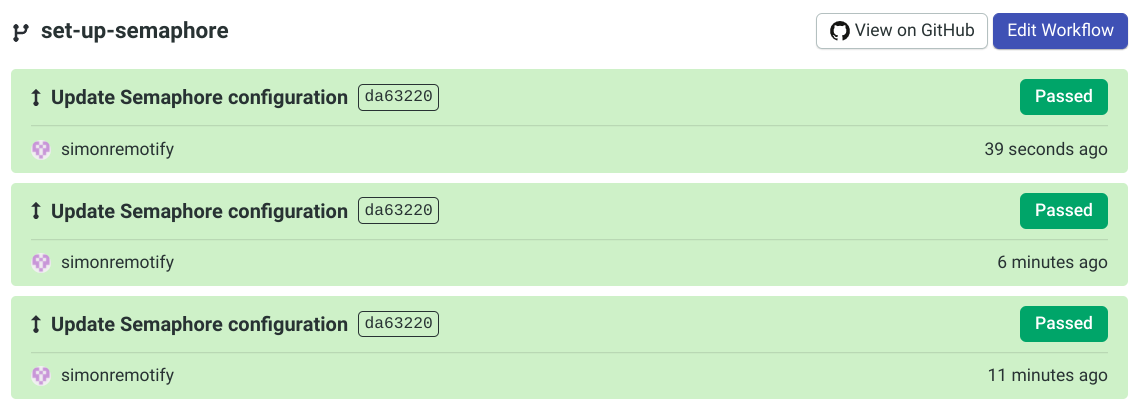 set-up-semaphore
View on GitHub
Edit Workflow
Update Semaphore configuration da63220 Passed
simonremotify 39 seconds ago
Update Semaphore configuration da63220 Passed
simonremotify 6 minutes ago
Update Semaphore configuration da63220 Passed
simonremotify 11 minutes ago